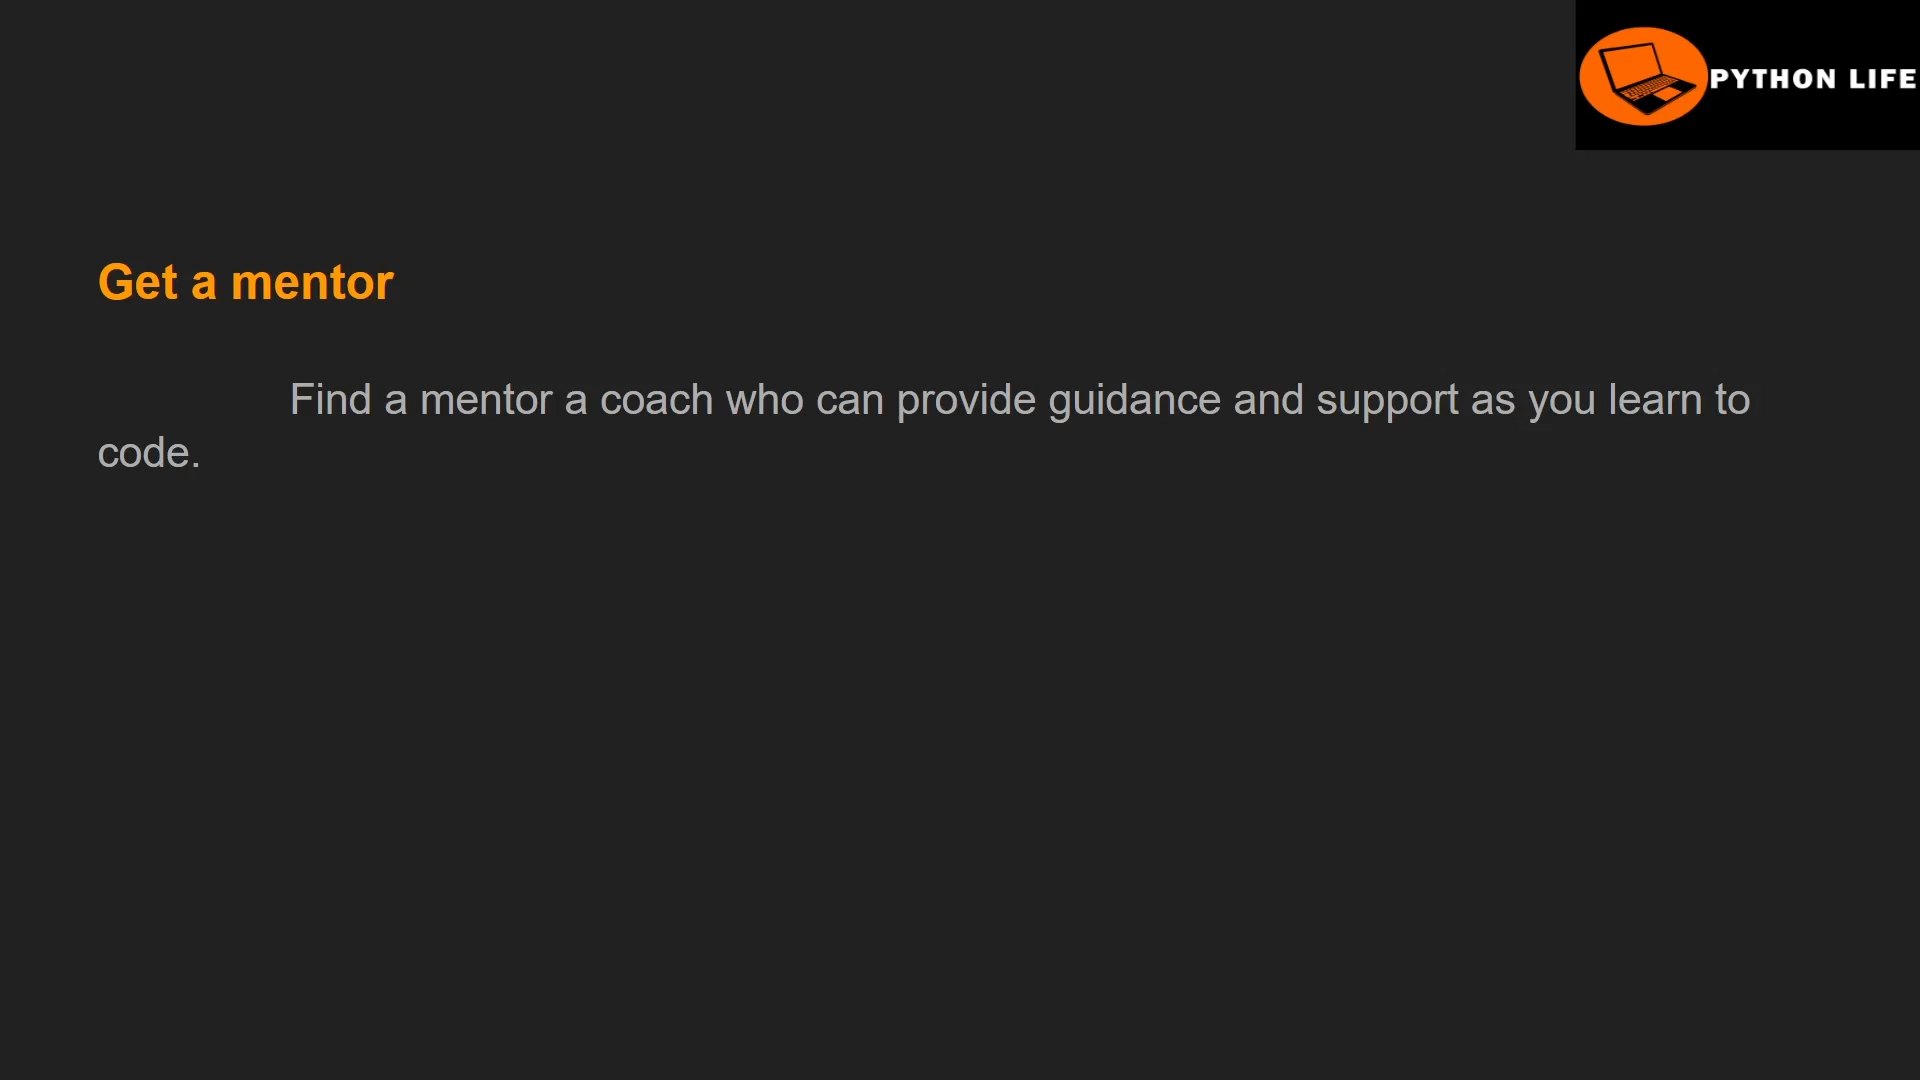 PYTHON LIFE
Get a mentor
Find a mentor a coach who can provide guidance and support as you learn to
code.